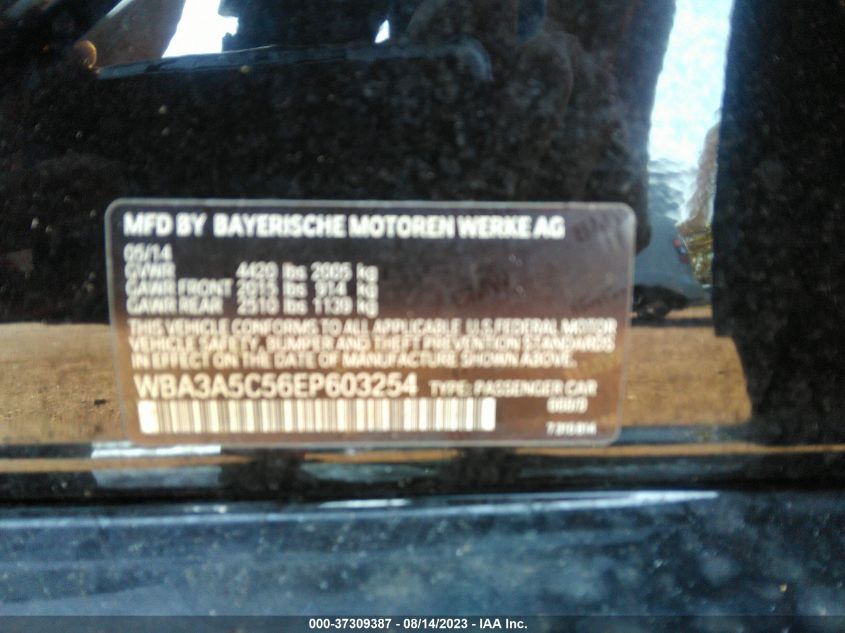 MFD BY BAYERISCHE MOTOREN WERKE AG
05/14
GVWR 4420 lbs 2005 kg
GAWR FRONT 2015 lbs 914 kg
GAWR REAR 2510 lbs 1139 kg
THIS VEHICLE CONFORMS TO ALL APPLICABLE U.S. FEDERAL MOTOR
VEHICLE SAFETY, BUMPER AND THEFT PREVENTION STANDARDS
IN EFFECT ON THE DATE OF MANUFACTURE SHOWN ABOVE.
WBA3A5C56EP603254 TYPE: PASSENGER CAR
000-37309387 - 08/14/2023 - IAA Inc.